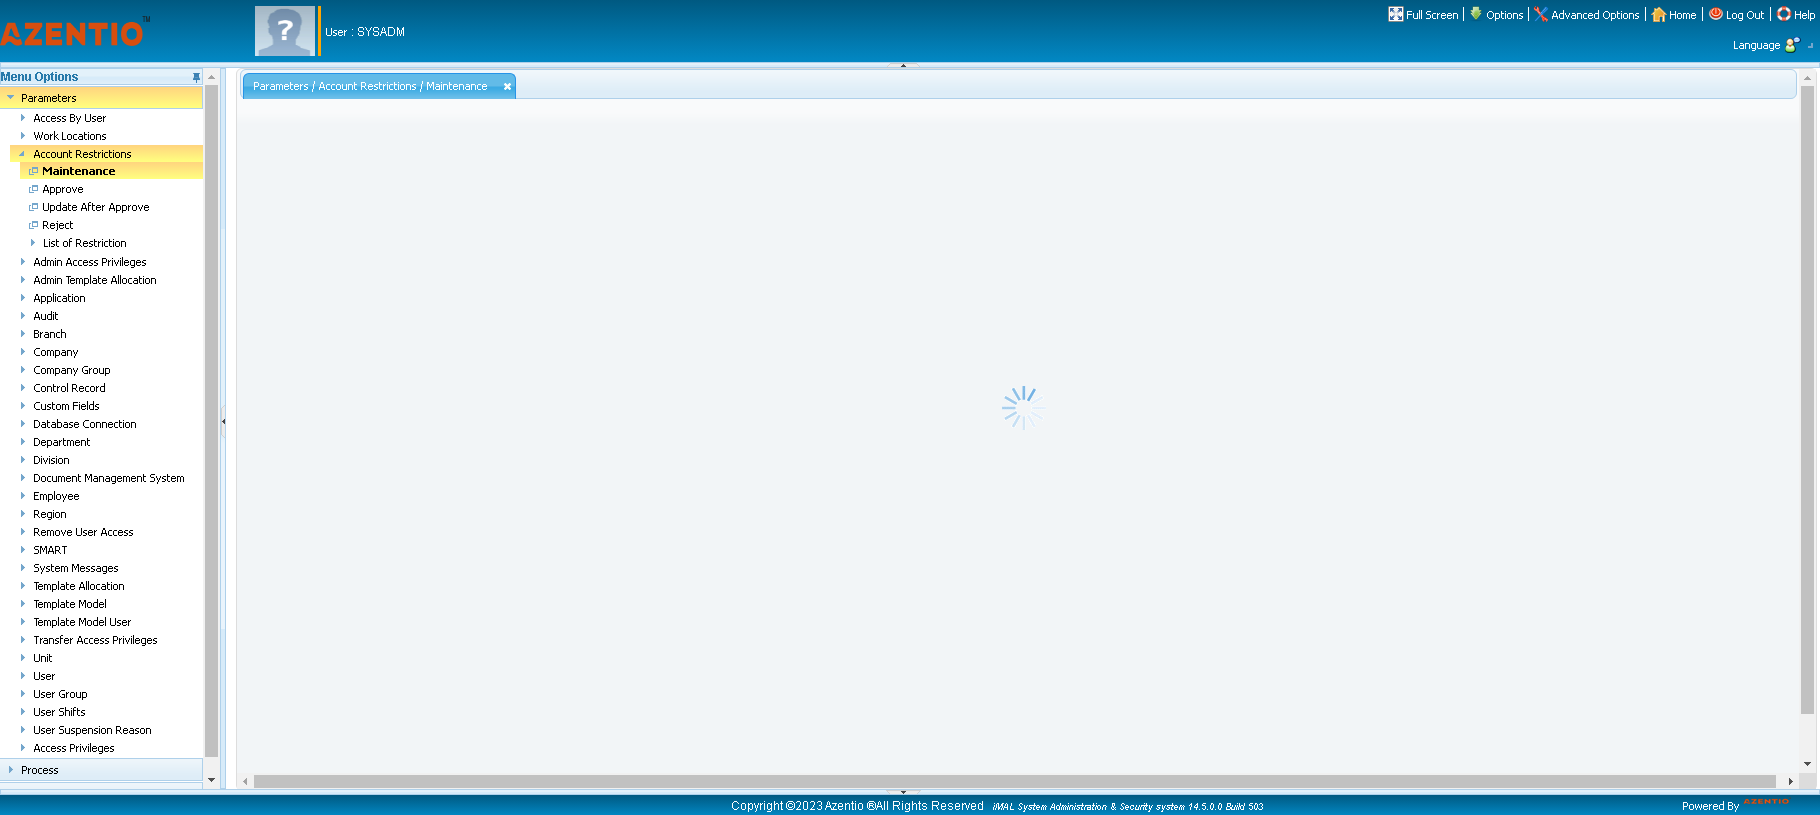 AZENTIO™
User : SYSADM
Full Screen | Options | Advanced Options | Home | Log Out | Help
Language
Menu Options
Parameters
Access By User
Work Locations
Account Restrictions
Maintenance
Approve
Update After Approve
Reject
List of Restriction
Admin Access Privileges
Admin Template Allocation
Application
Audit
Branch
Company
Company Group
Control Record
Custom Fields
Database Connection
Department
Division
Document Management System
Employee
Region
Remove User Access
SMART
System Messages
Template Allocation
Template Model
Template Model User
Transfer Access Privileges
Unit
User
User Group
User Shifts
User Suspension Reason
Access Privileges
Process
Parameters / Account Restrictions / Maintenance
Copyright ©2023 Azentio ®All Rights Reserved iMAL System Administration & Security system 14.5.0.0 Build 503
Powered By AZENTIO